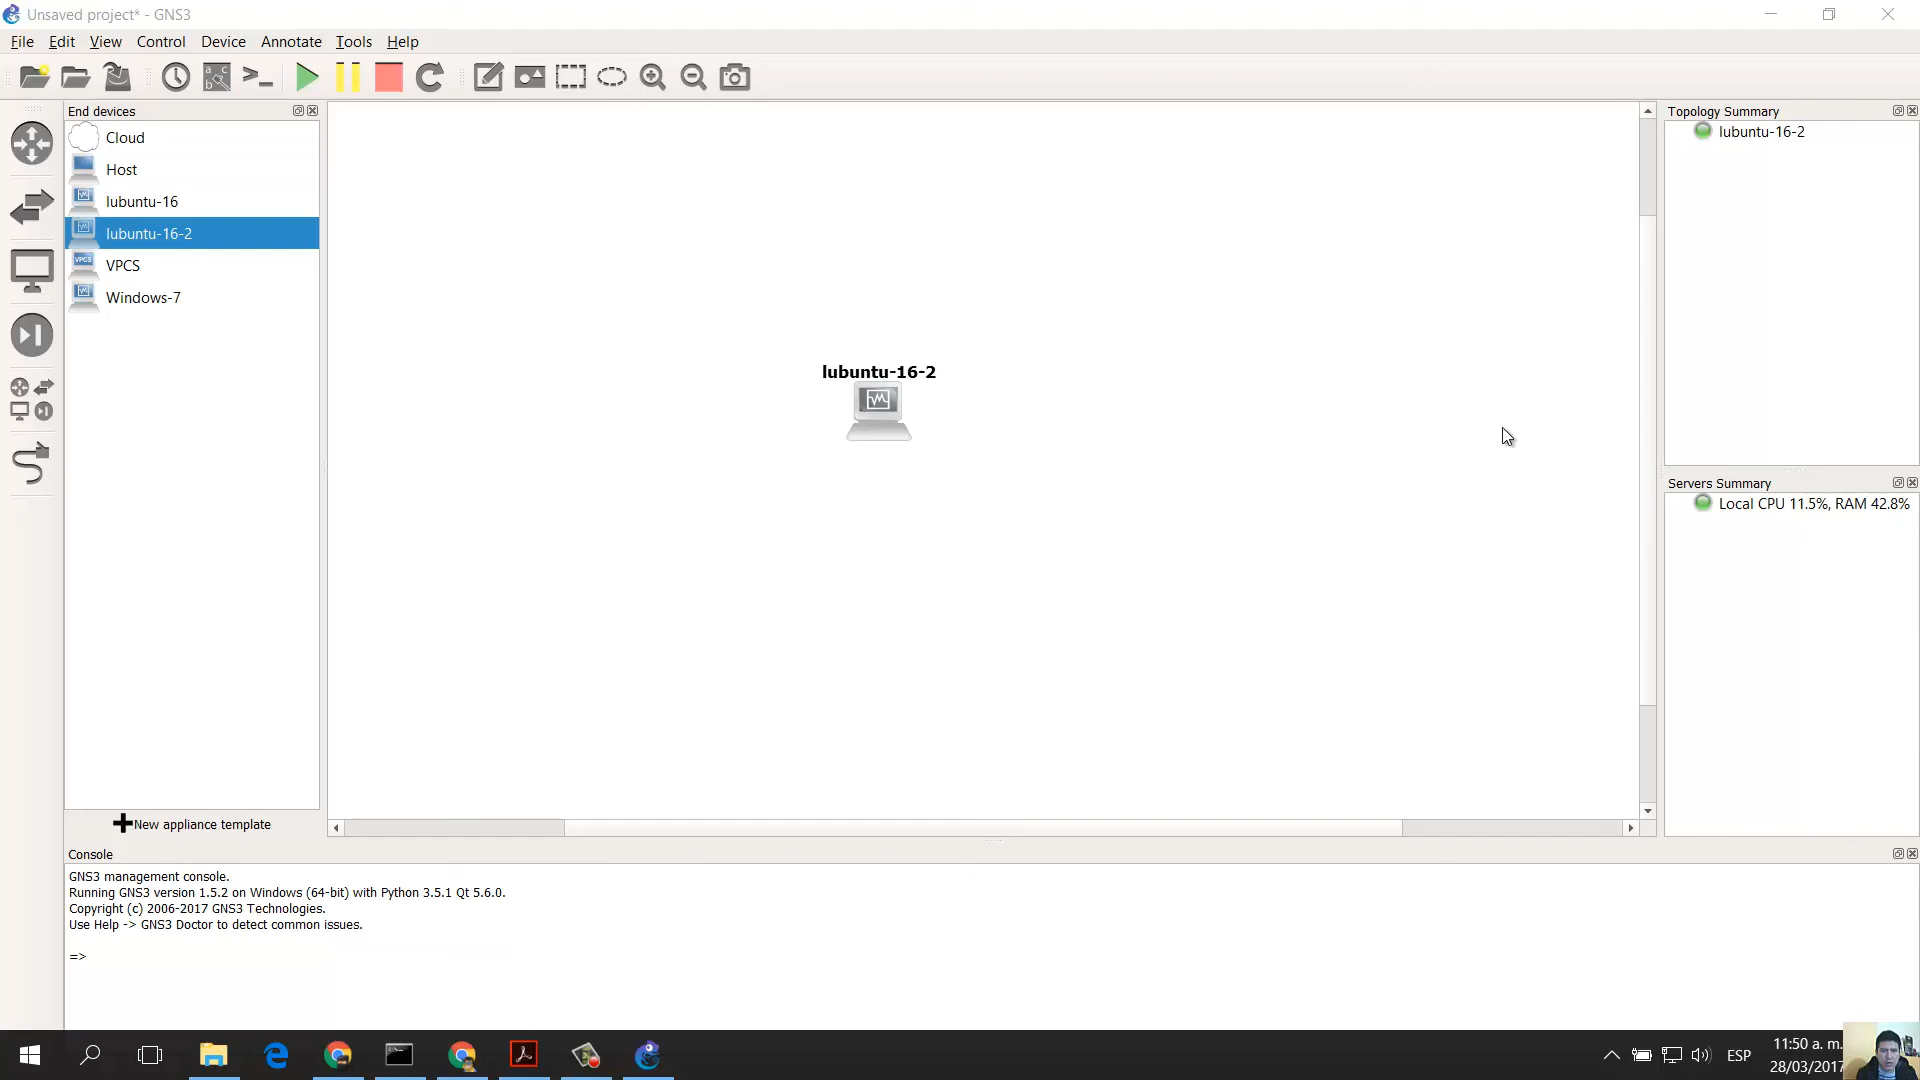 Unsaved project* - GNS3
File Edit View Control Device Annotate Tools Help
End devices
Cloud
Host
lubuntu-16
lubuntu-16-2
VPCS
VPCS
Windows-7
New appliance template
lubuntu-16-2
Topology Summary
lubuntu-16-2
Servers Summary
Local CPU 11.5%, RAM 42.8%
Console
GNS3 management console.
Running GNS3 version 1.5.2 on Windows (64-bit) with Python 3.5.1 Qt 5.6.0.
Copyright (c) 2006-2017 GNS3 Technologies.
Use Help -> GNS3 Doctor to detect common issues.
=>
ESP
11:50 a. m.
28/03/2017